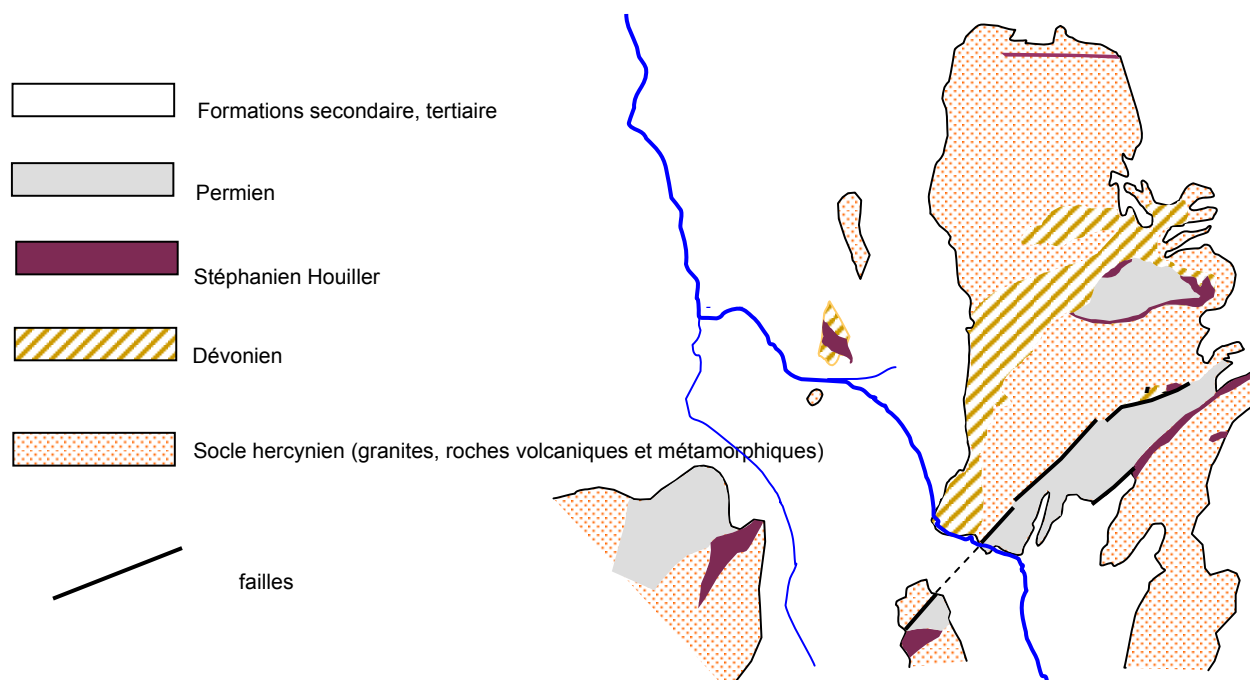 Formations secondaire, tertiaire
Permien
Stéphanien Houiller
Dévonien
Socle hercynien (granites, roches volcaniques et métamorphiques)
failles